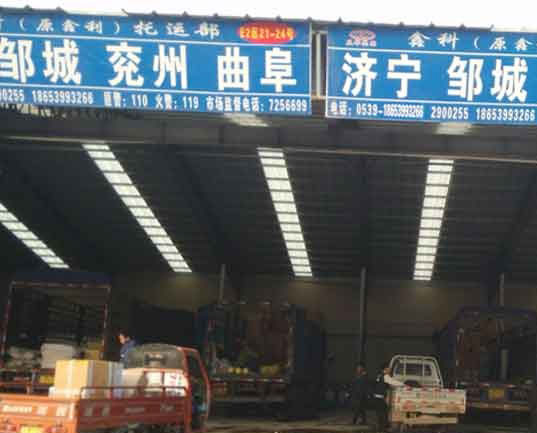 （原鑫利）托运部 E2区21-24号
邹城 兖州 曲阜
00255 18653993266 匪警：110 火警：119 市场监督电话：7256699
鑫科（原鑫
济宁 邹城
电话：0539-18653993266 2900255 18653993266